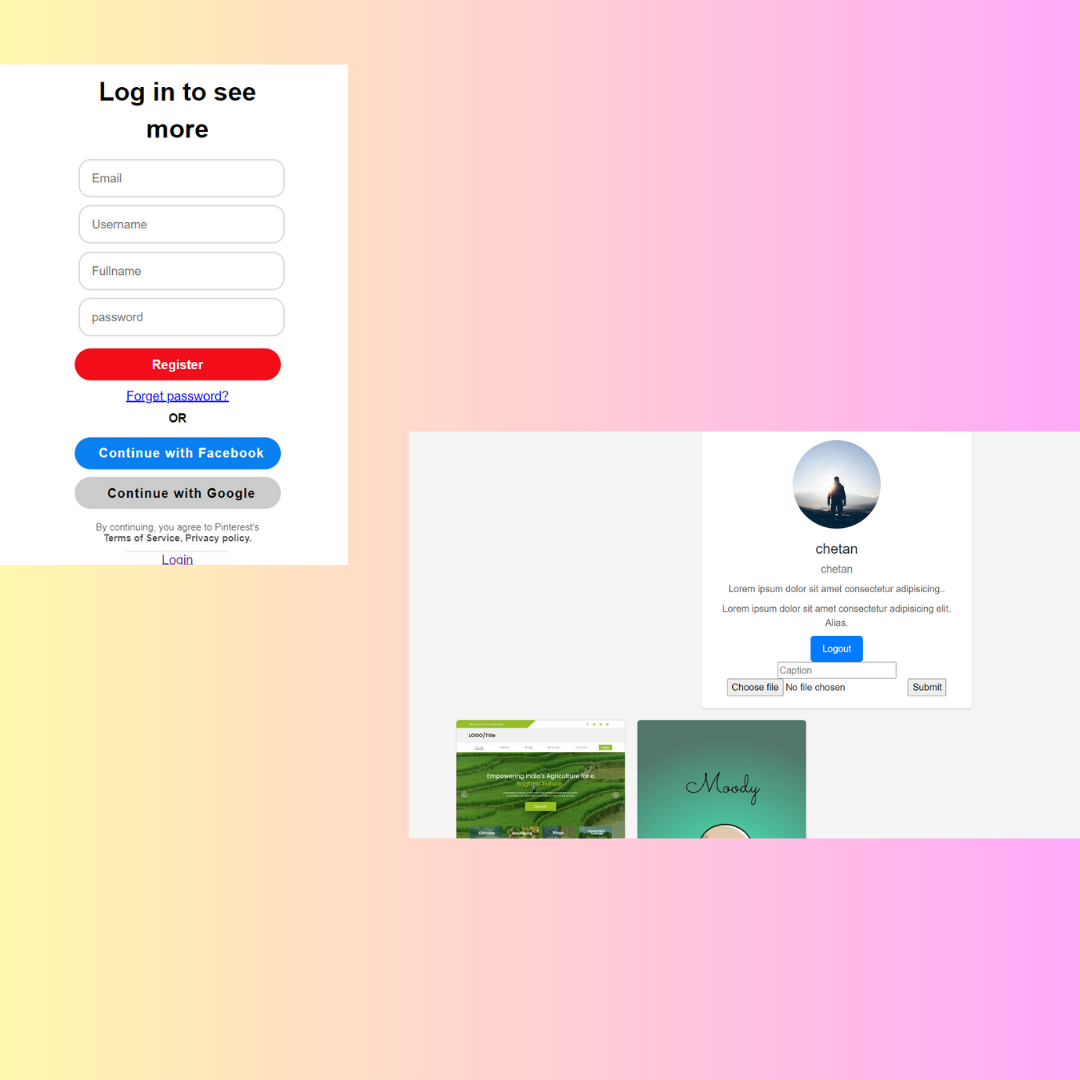 Log in to see
more
Email
Username
Fullname
password
Register
Forget password?
OR
Continue with Facebook
Continue with Google
By continuing, you agree to Pinterest's
Terms of Service, Privacy policy.
Login
chetan
chetan
Lorem ipsum dolor sit amet consectetur adipisicing..
Lorem ipsum dolor sit amet consectetur adipisicing elit.
Alias.
Logout
Caption
Choose file No file chosen Submit
LOGO/Title
Empowering India's Agriculture for a
Brighter Future
Moody